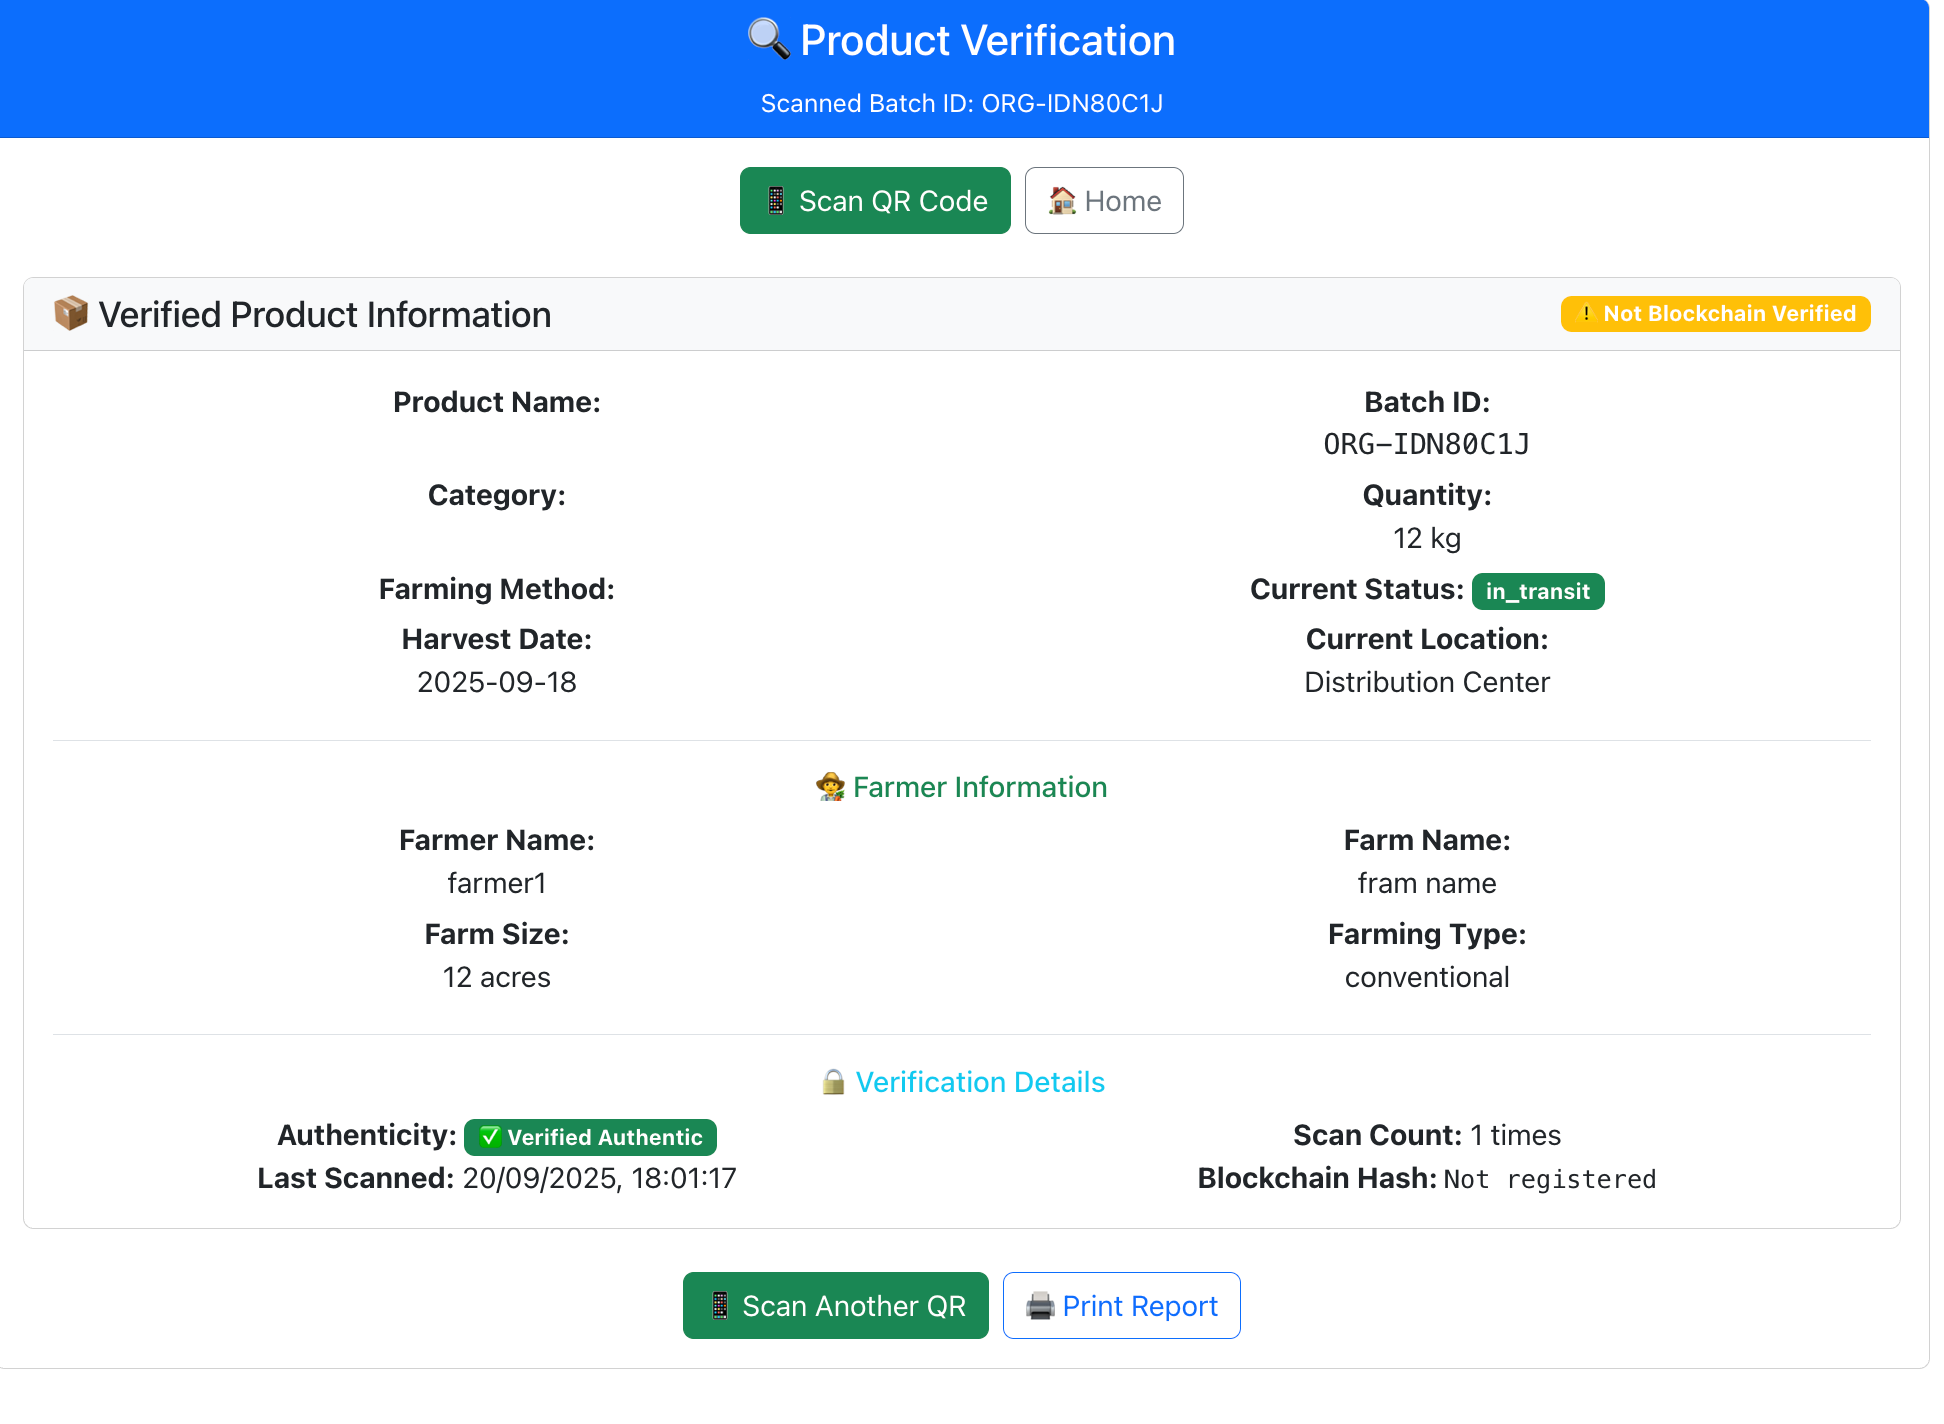 Product Verification
Scanned Batch ID: ORG-IDN80C1J
Scan QR Code
Home
Verified Product Information
Not Blockchain Verified
Product Name:
Batch ID:
ORG-IDN80C1J
Category:
Quantity:
12 kg
Farming Method:
Current Status: in_transit
Harvest Date:
2025-09-18
Current Location:
Distribution Center
Farmer Information
Farmer Name:
farmer1
Farm Name:
fram name
Farm Size:
12 acres
Farming Type:
conventional
Verification Details
Authenticity: Verified Authentic
Scan Count: 1 times
Last Scanned: 20/09/2025, 18:01:17
Blockchain Hash: Not registered
Scan Another QR
Print Report